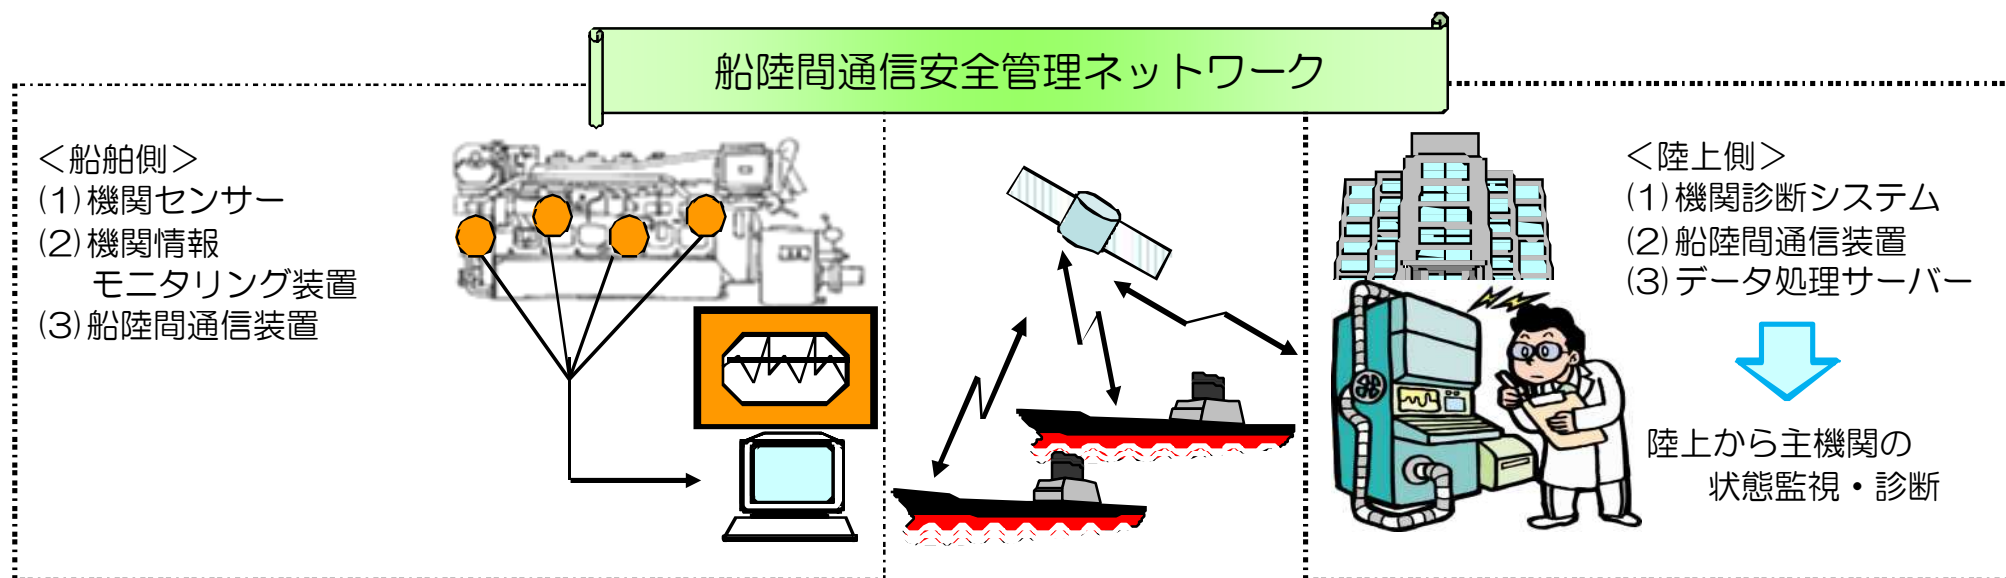 船陸間通信安全管理ネットワーク
＜船舶側＞
(1)機関センサー
(2)機関情報
モニタリング装置
(3)船陸間通信装置
＜陸上側＞
(1)機関診断システム
(2)船陸間通信装置
(3)データ処理サーバー
陸上から主機関の
状態監視・診断